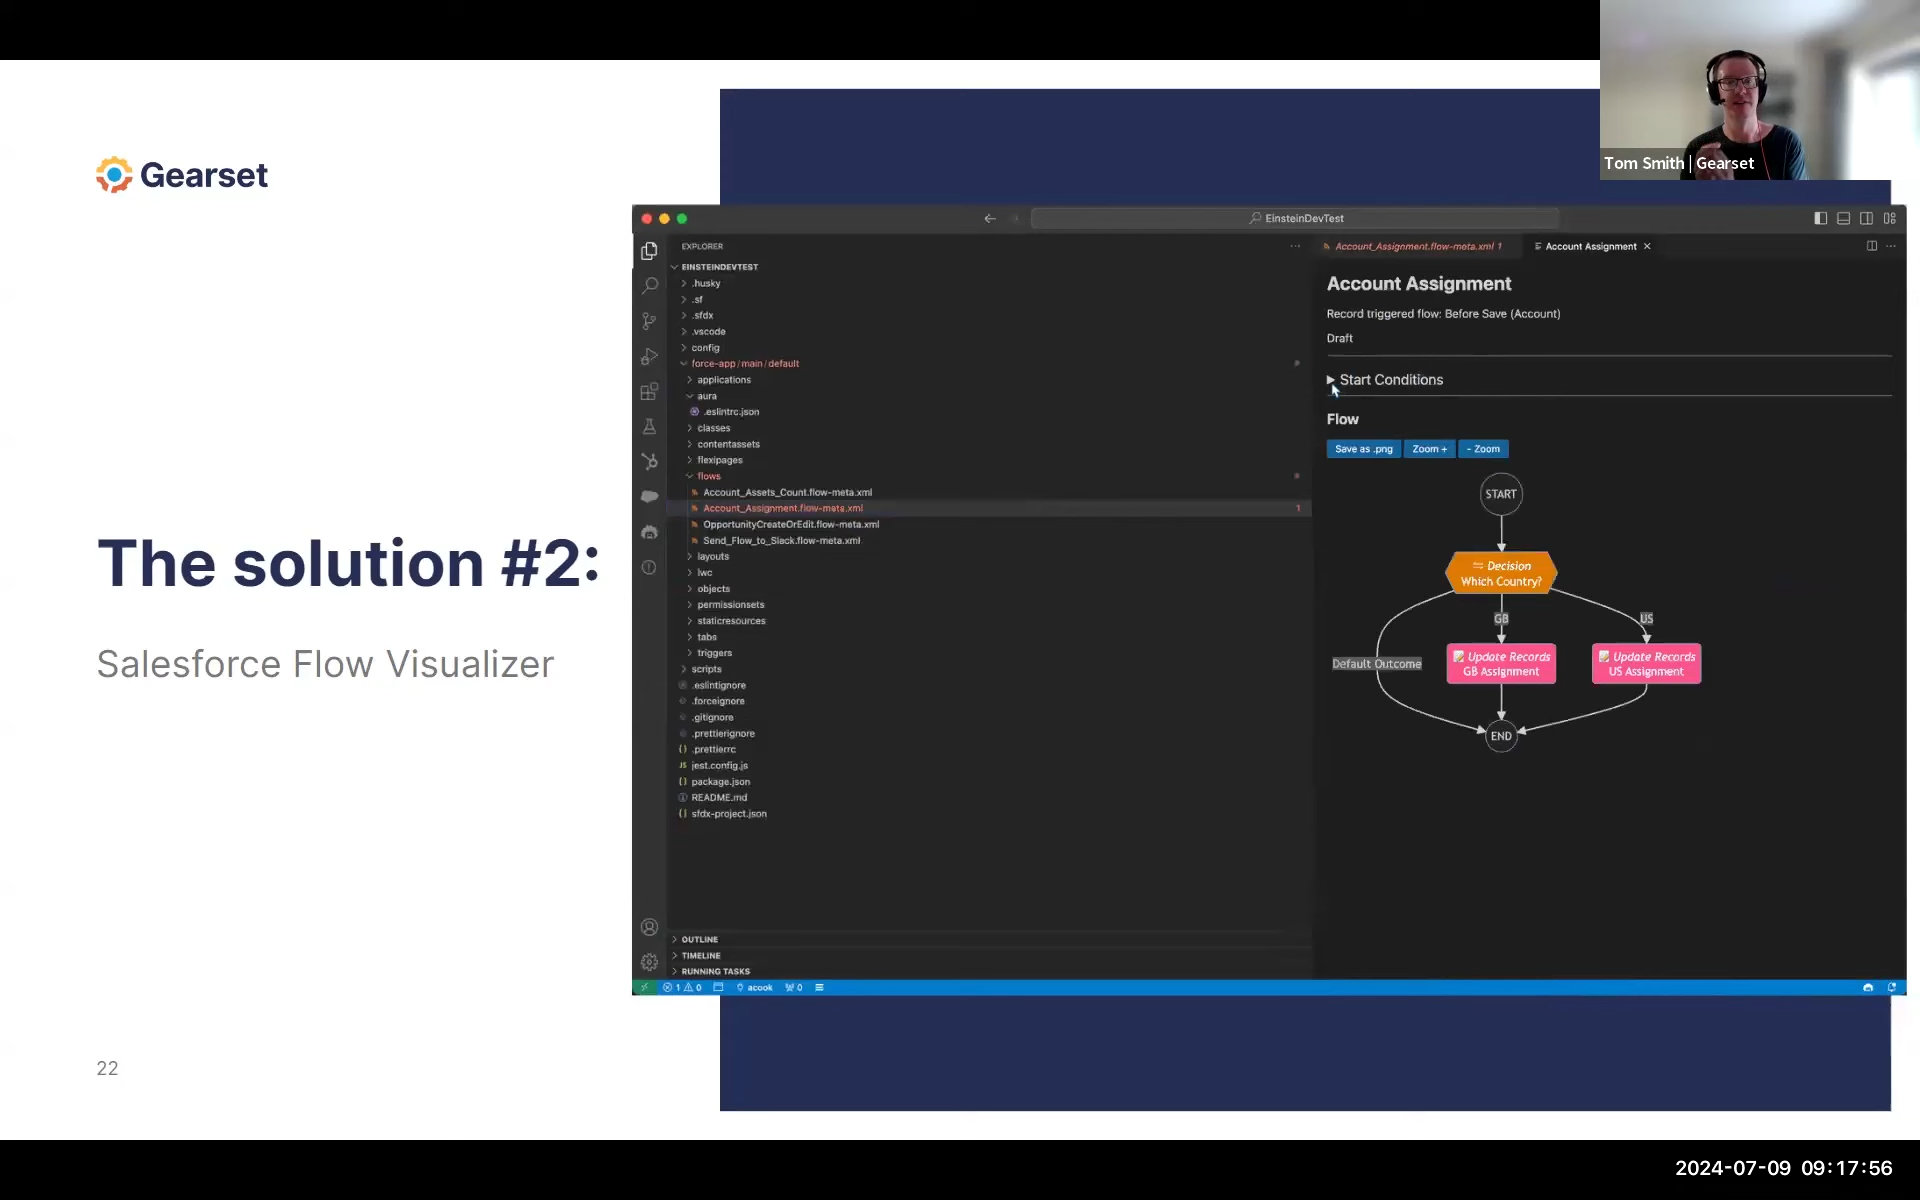 Tom Smith | Gearset
Gearset
The solution #2:
Salesforce Flow Visualizer
22
EinsteinDevTest
EXPLORER
EINSTEINDEVTEST
.husky
.sf
.sfdx
.vscode
config
force-app / main / default
applications
aura
.eslintrc.json
classes
contentassets
flexipages
flows
Account_Assets_Count.flow-meta.xml
Account_Assignment.flow-meta.xml 1
OpportunityCreateOrEdit.flow-meta.xml
Send_Flow_to_Slack.flow-meta.xml
layouts
lwc
objects
permissionsets
staticresources
tabs
triggers
scripts
.eslintignore
.forceignore
.gitignore
.prettierignore
{} .prettierrc
JS jest.config.js
{} package.json
README.md
{} sfdx-project.json
OUTLINE
TIMELINE
RUNNING TASKS
1 0 acook 0
Account_Assignment.flow-meta.xml 1
Account Assignment
Account Assignment
Record triggered flow: Before Save (Account)
Draft
Start Conditions
Flow
Save as .png Zoom + - Zoom
START
Decision
Which Country?
GB
US
Default Outcome
Update Records
GB Assignment
Update Records
US Assignment
END
2024-07-09 09:17:56